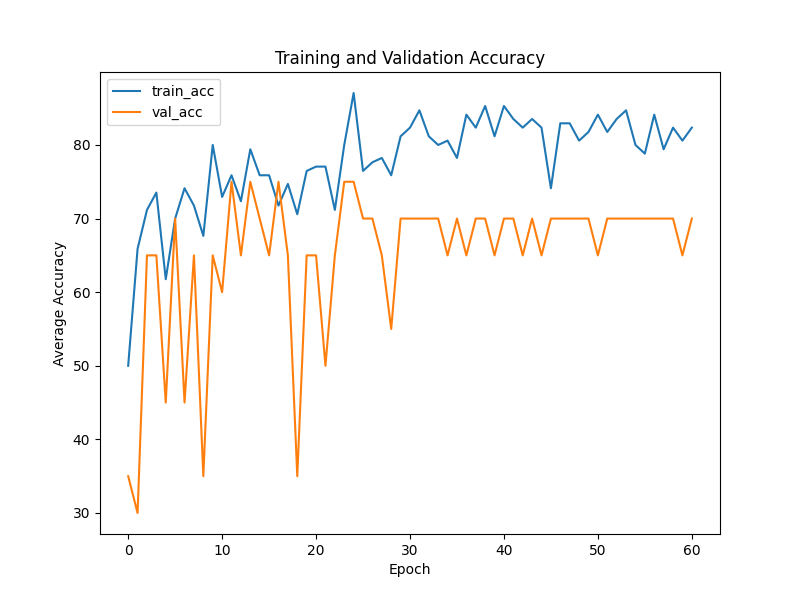 Training and Validation Accuracy
train_acc
val_acc
Average Accuracy
80
70
60
50
40
30
0 10 20 30 40 50 60
Epoch